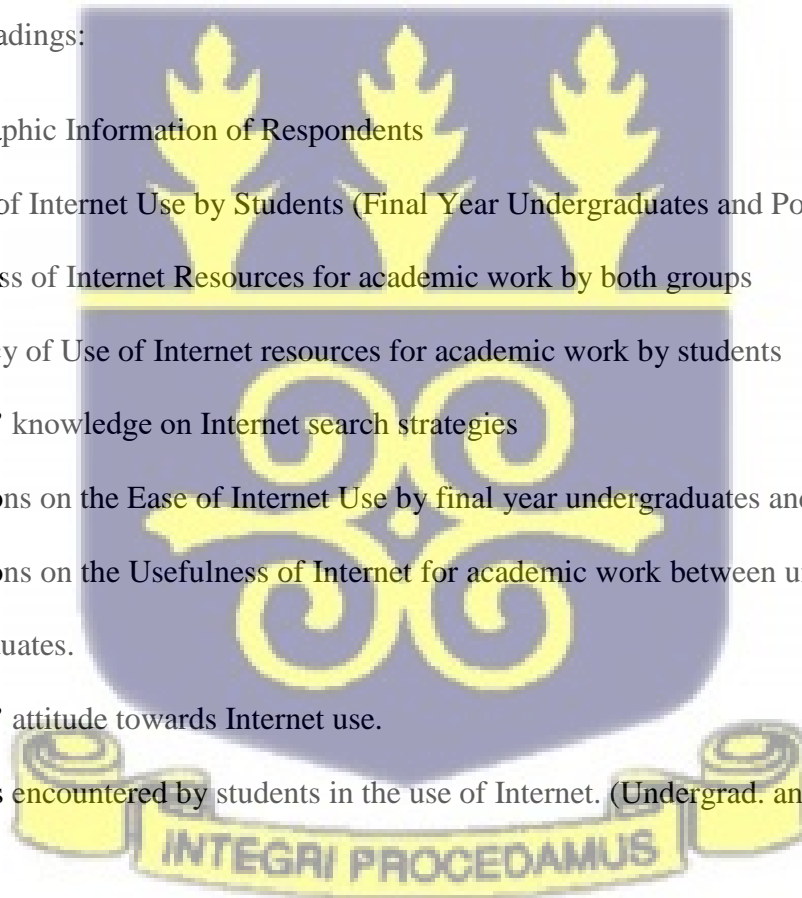 adings:
aphic Information of Respondents
of Internet Use by Students (Final Year Undergraduates and Po
ss of Internet Resources for academic work by both groups
cy of Use of Internet resources for academic work by students
’ knowledge on Internet search strategies
ons on the Ease of Internet Use by final year undergraduates and
ons on the Usefulness of Internet for academic work between u
uates.
’ attitude towards Internet use.
s encountered by students in the use of Internet. (Undergrad. an
INTEGRI PROCEDAMUS